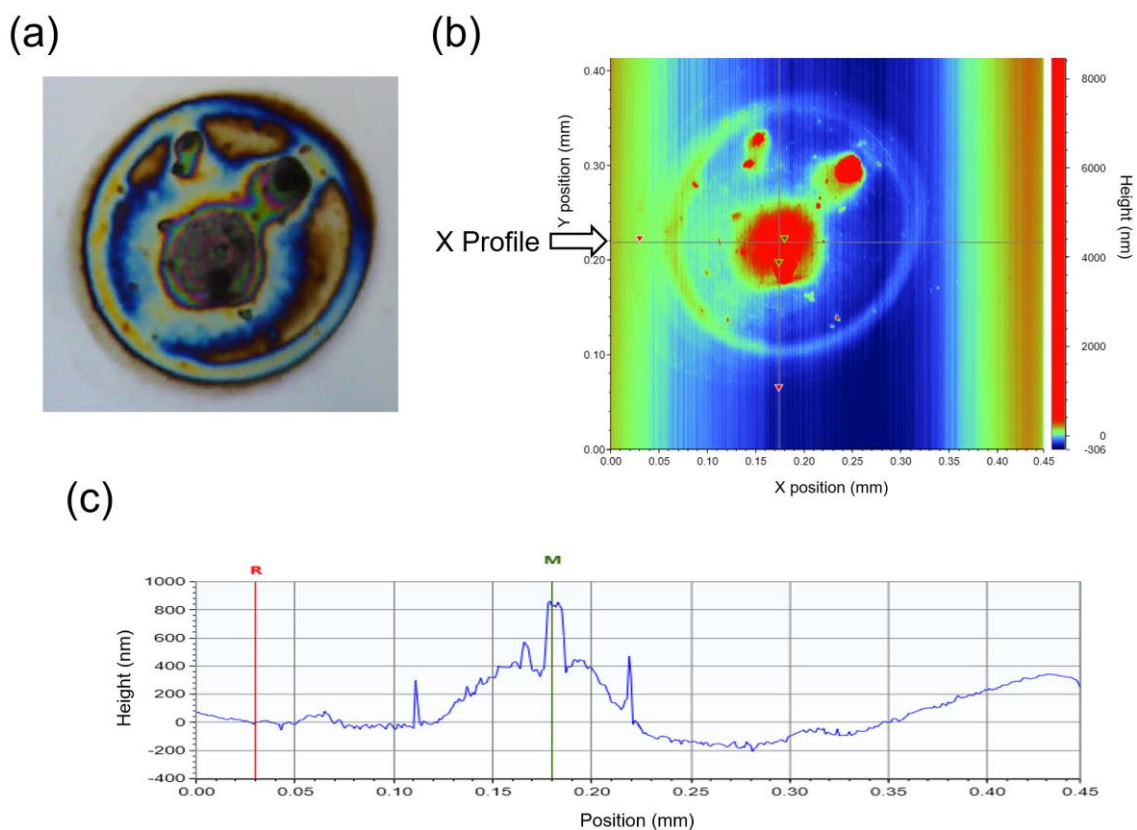 (a)
(b)
X Profile
Y position (mm)
0.40
0.30
0.20
0.10
0.00
0.00 0.05 0.10 0.15 0.20 0.25 0.30 0.35 0.40 0.45
X position (mm)
8000
6000
4000
2000
0
-306
Height (nm)
(c)
R
M
Height (nm)
1000
800
600
400
200
0
-200
-400
0.00 0.05 0.10 0.15 0.20 0.25 0.30 0.35 0.40 0.45
Position (mm)